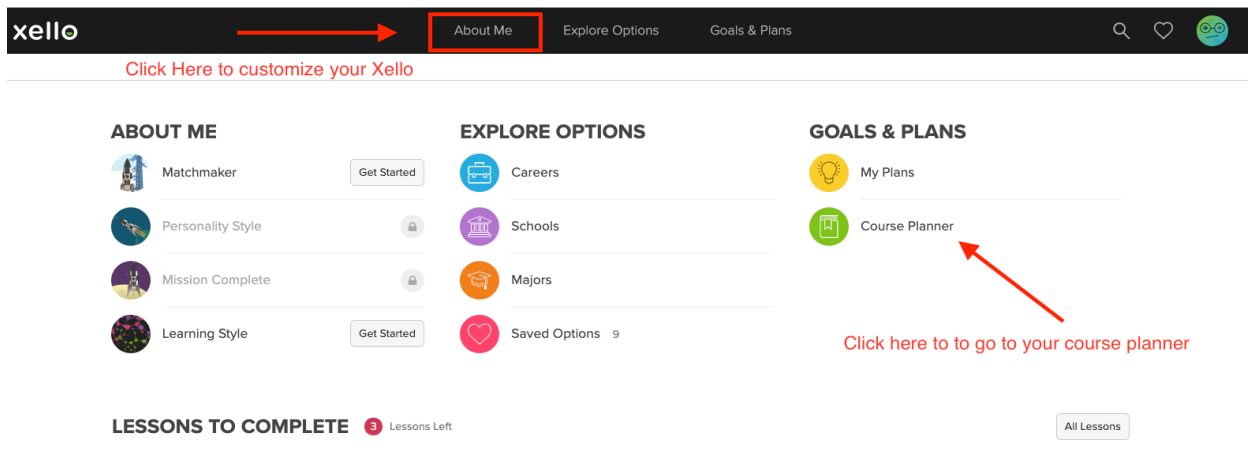 xello
About Me
Explore Options
Goals & Plans
Click Here to customize your Xello
ABOUT ME
Matchmaker
Get Started
Personality Style
Mission Complete
Learning Style
Get Started
EXPLORE OPTIONS
Careers
Schools
Majors
Saved Options 9
GOALS & PLANS
My Plans
Course Planner
Click here to to go to your course planner
LESSONS TO COMPLETE 3 Lessons Left
All Lessons